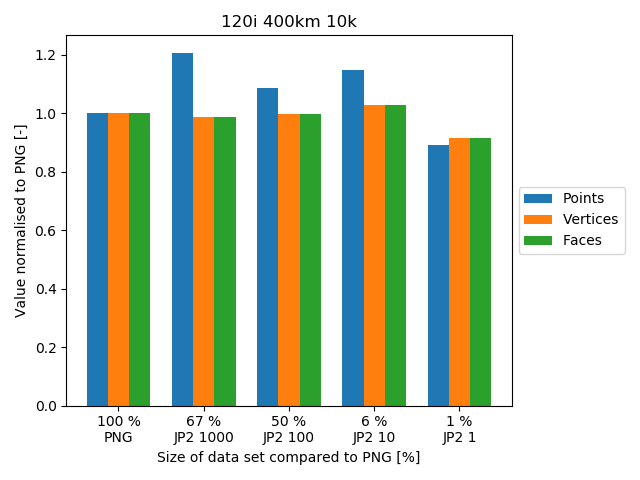 120i 400km 10k
Value normalised to PNG [-]
1.2
1.0
0.8
0.6
0.4
0.2
0.0
100 %
PNG
67 %
JP2 1000
50 %
JP2 100
6 %
JP2 10
1 %
JP2 1
Size of data set compared to PNG [%]
Points
Vertices
Faces